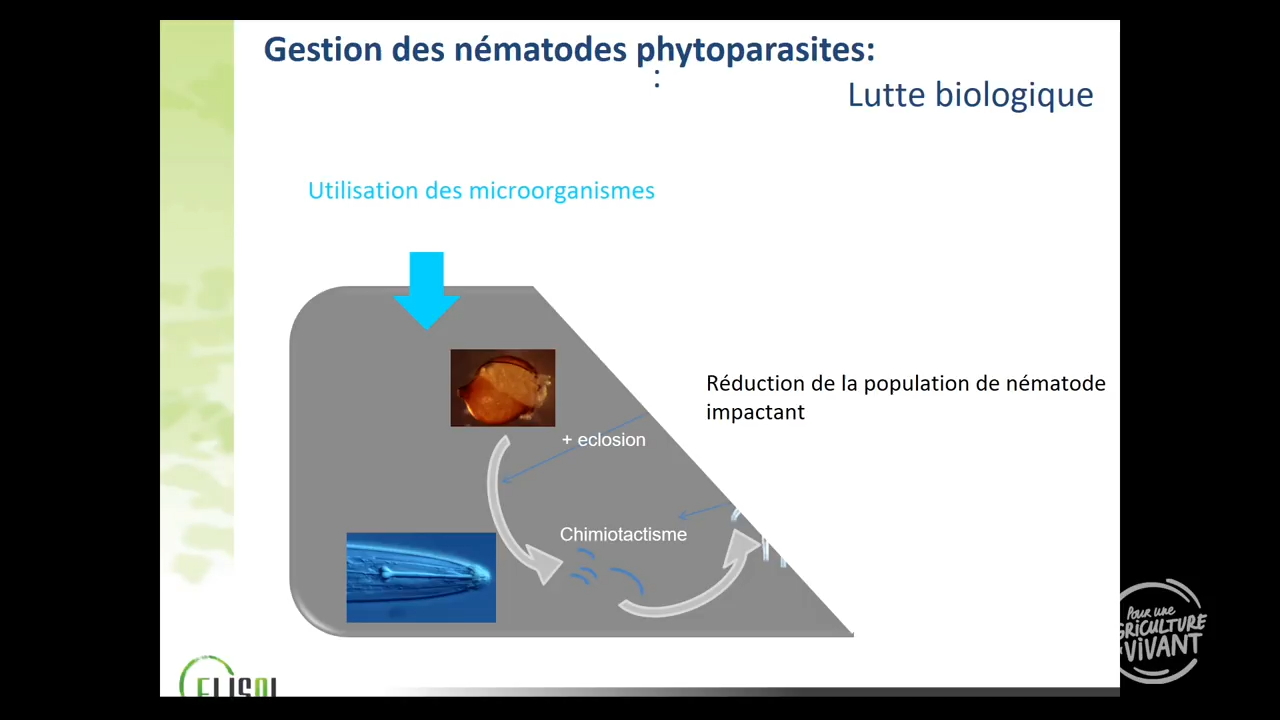 Gestion des nématodes phytoparasites:
:
Lutte biologique
Utilisation des microorganismes
Réduction de la population de nématode
impactant
+ eclosion
Chimiotactisme
POUR UNE
AGRICULTURE
VIVANT
ELISOL